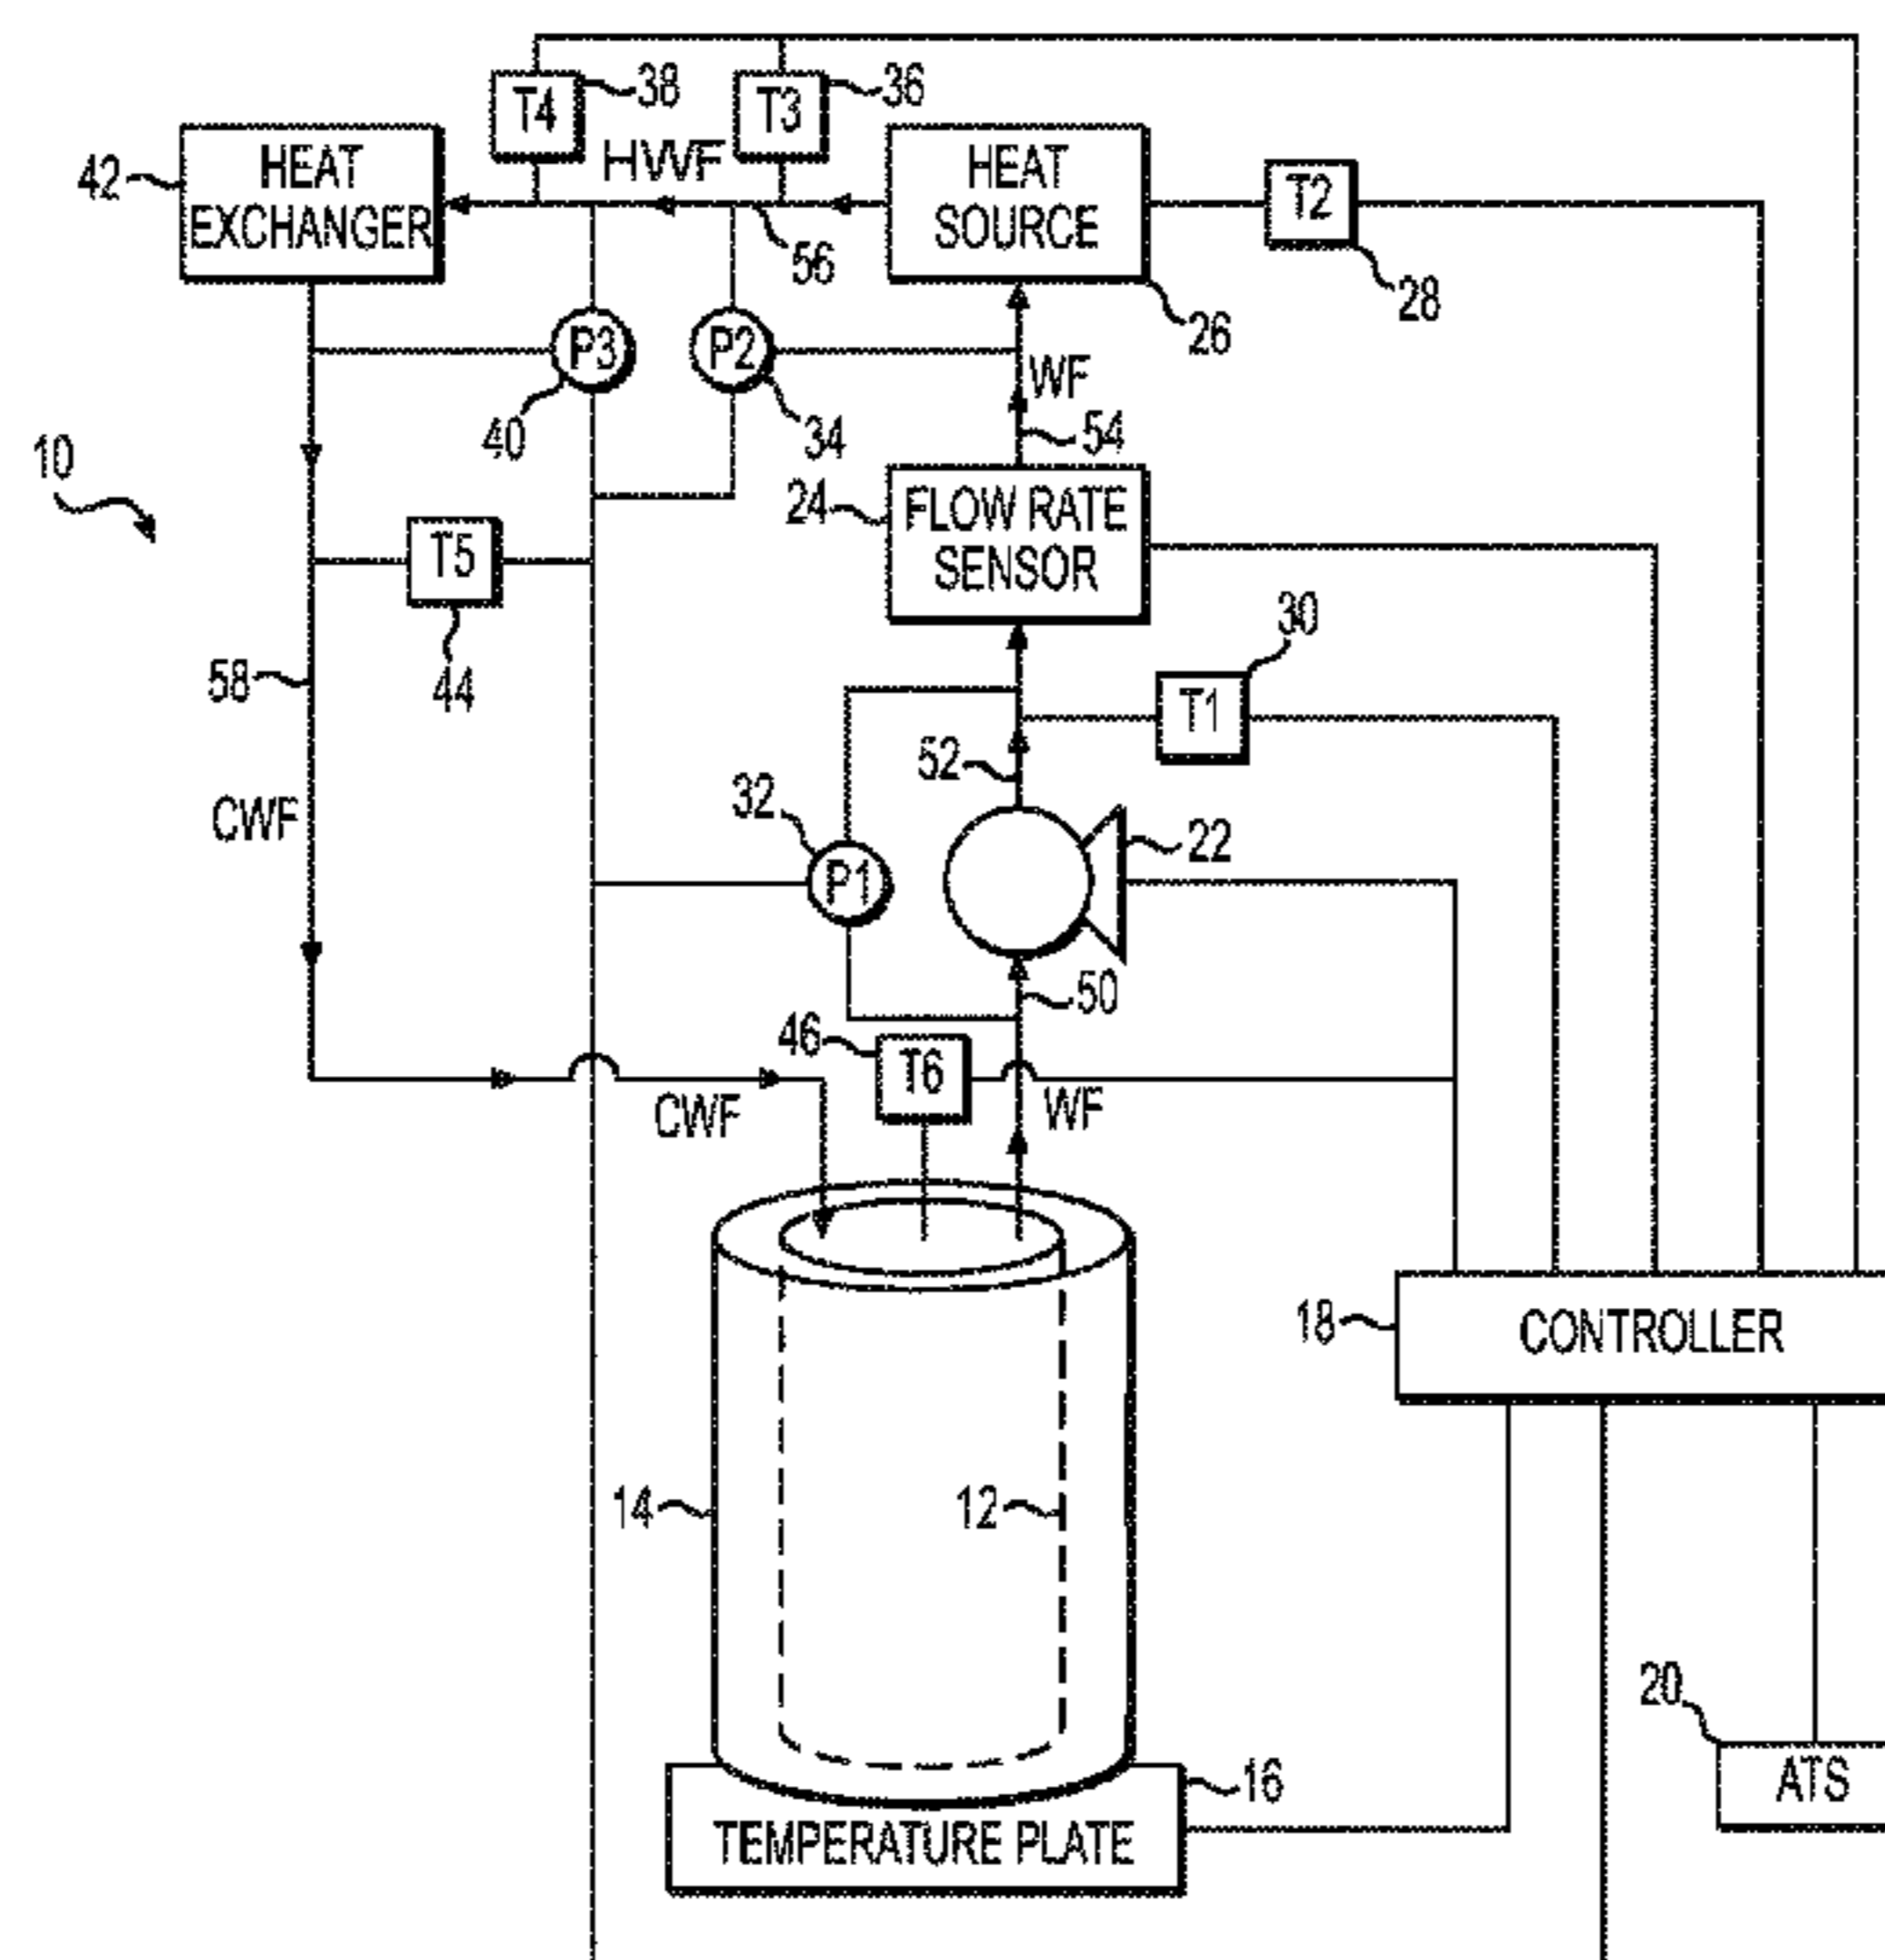 T4
38
T3
36
42
HEAT
EXCHANGER
HWF
HEAT
SOURCE
T2
56
28
26
P3
P2
WF
40
34
54
10
24
FLOW RATE
SENSOR
T5
30
58
44
T1
52
CWF
32
22
P1
50
46
T6
CWF
WF
18
CONTROLLER
14
12
20
16
ATS
TEMPERATURE PLATE